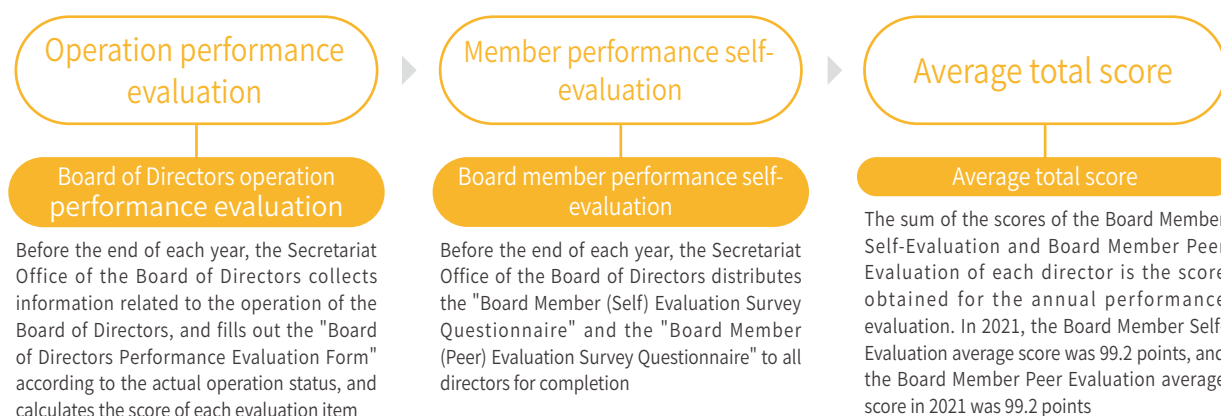 Operation performance
evaluation
Board of Directors operation
performance evaluation
Before the end of each year, the Secretariat
Office of the Board of Directors collects
information related to the operation of the
Board of Directors, and fills out the "Board
of Directors Performance Evaluation Form"
according to the actual operation status, and
calculates the score of each evaluation item
Member performance self-
evaluation
Board member performance self-
evaluation
Before the end of each year, the Secretariat
Office of the Board of Directors distributes
the "Board Member (Self) Evaluation Survey
Questionnaire" and the "Board Member
(Peer) Evaluation Survey Questionnaire" to all
directors for completion
Average total score
Average total score
The sum of the scores of the Board Member
Self-Evaluation and Board Member Peer
Evaluation of each director is the score
obtained for the annual performance
evaluation. In 2021, the Board Member Self-
Evaluation average score was 99.2 points, and
the Board Member Peer Evaluation average
score in 2021 was 99.2 points